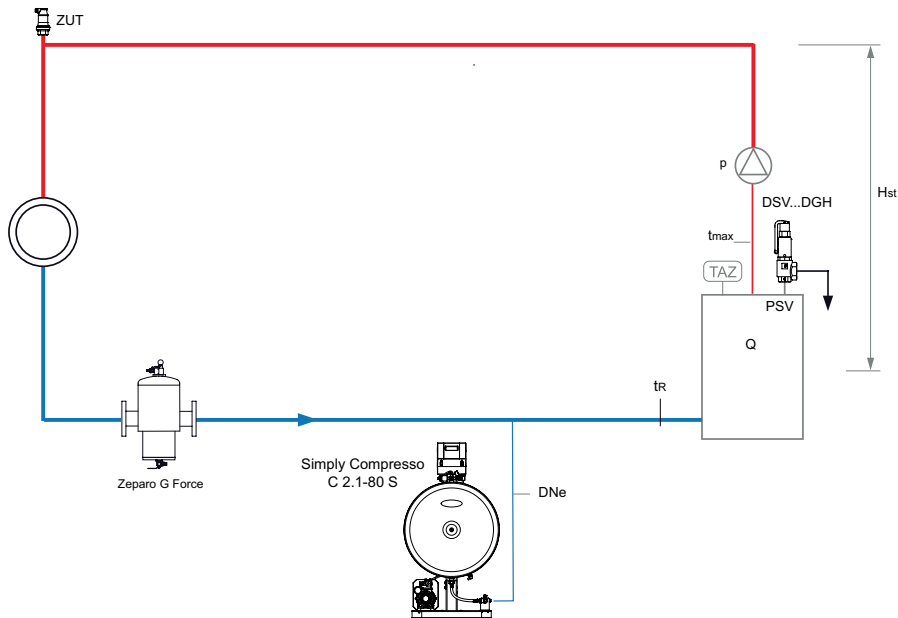 ZUT
p
Hst
DSV...DGH
tmax
TAZ
PSV
Q
tR
Simply Compresso
C 2.1-80 S
Zeparo G Force
DNe